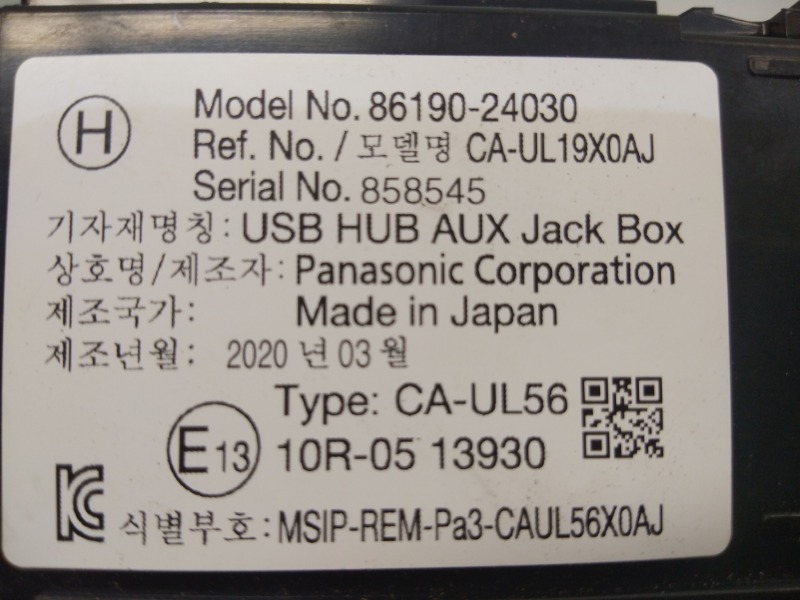 H
Model No. 86190-24030
Ref. No. / 모델명 CA-UL19X0AJ
Serial No. 858545
기자재명칭: USB HUB AUX Jack Box
상호명/제조자: Panasonic Corporation
제조국가: Made in Japan
제조년월: 2020 년 03 월
Type: CA-UL56
E13 10R-05 13930
KC 식별부호: MSIP-REM-Pa3-CAUL56X0AJ